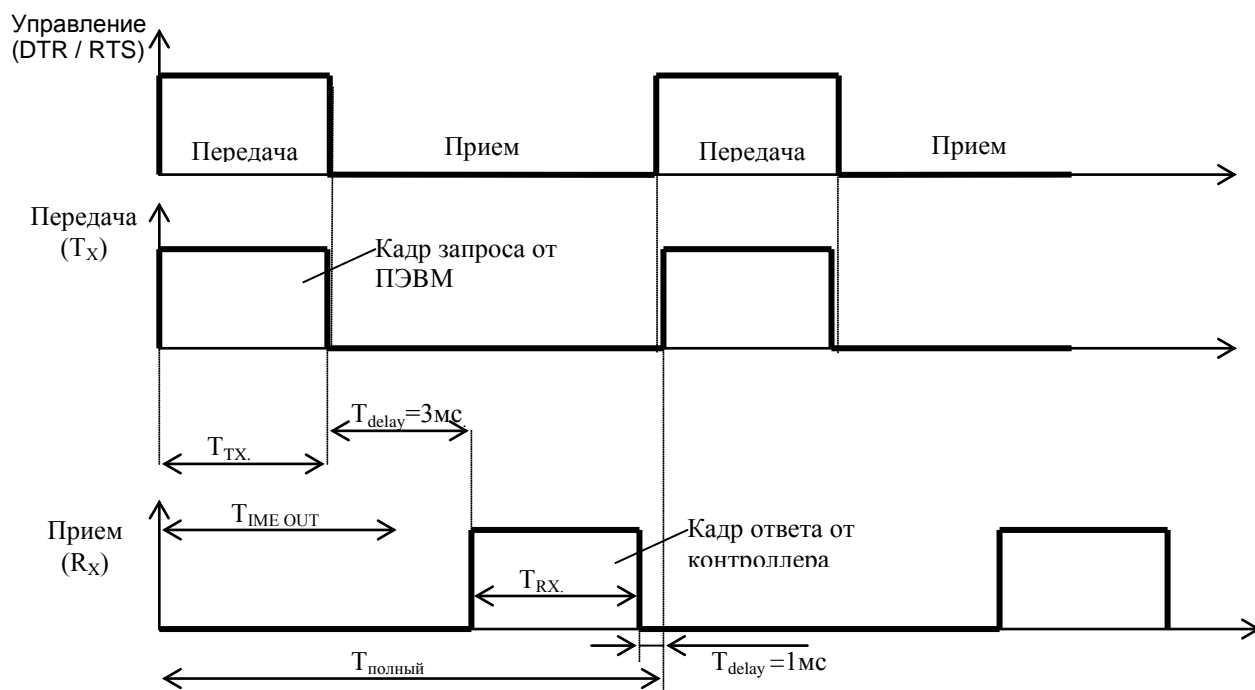 Управление
(DTR / RTS)
Передача
Прием
Передача
Прием
Передача
(TX)
Кадр запроса от
ПЭВМ
Tdelay=3мс.
TTX.
TIME OUT
Прием
(RX)
Кадр ответа от
контроллера
TRX.
Tполный
Tdelay=1мс